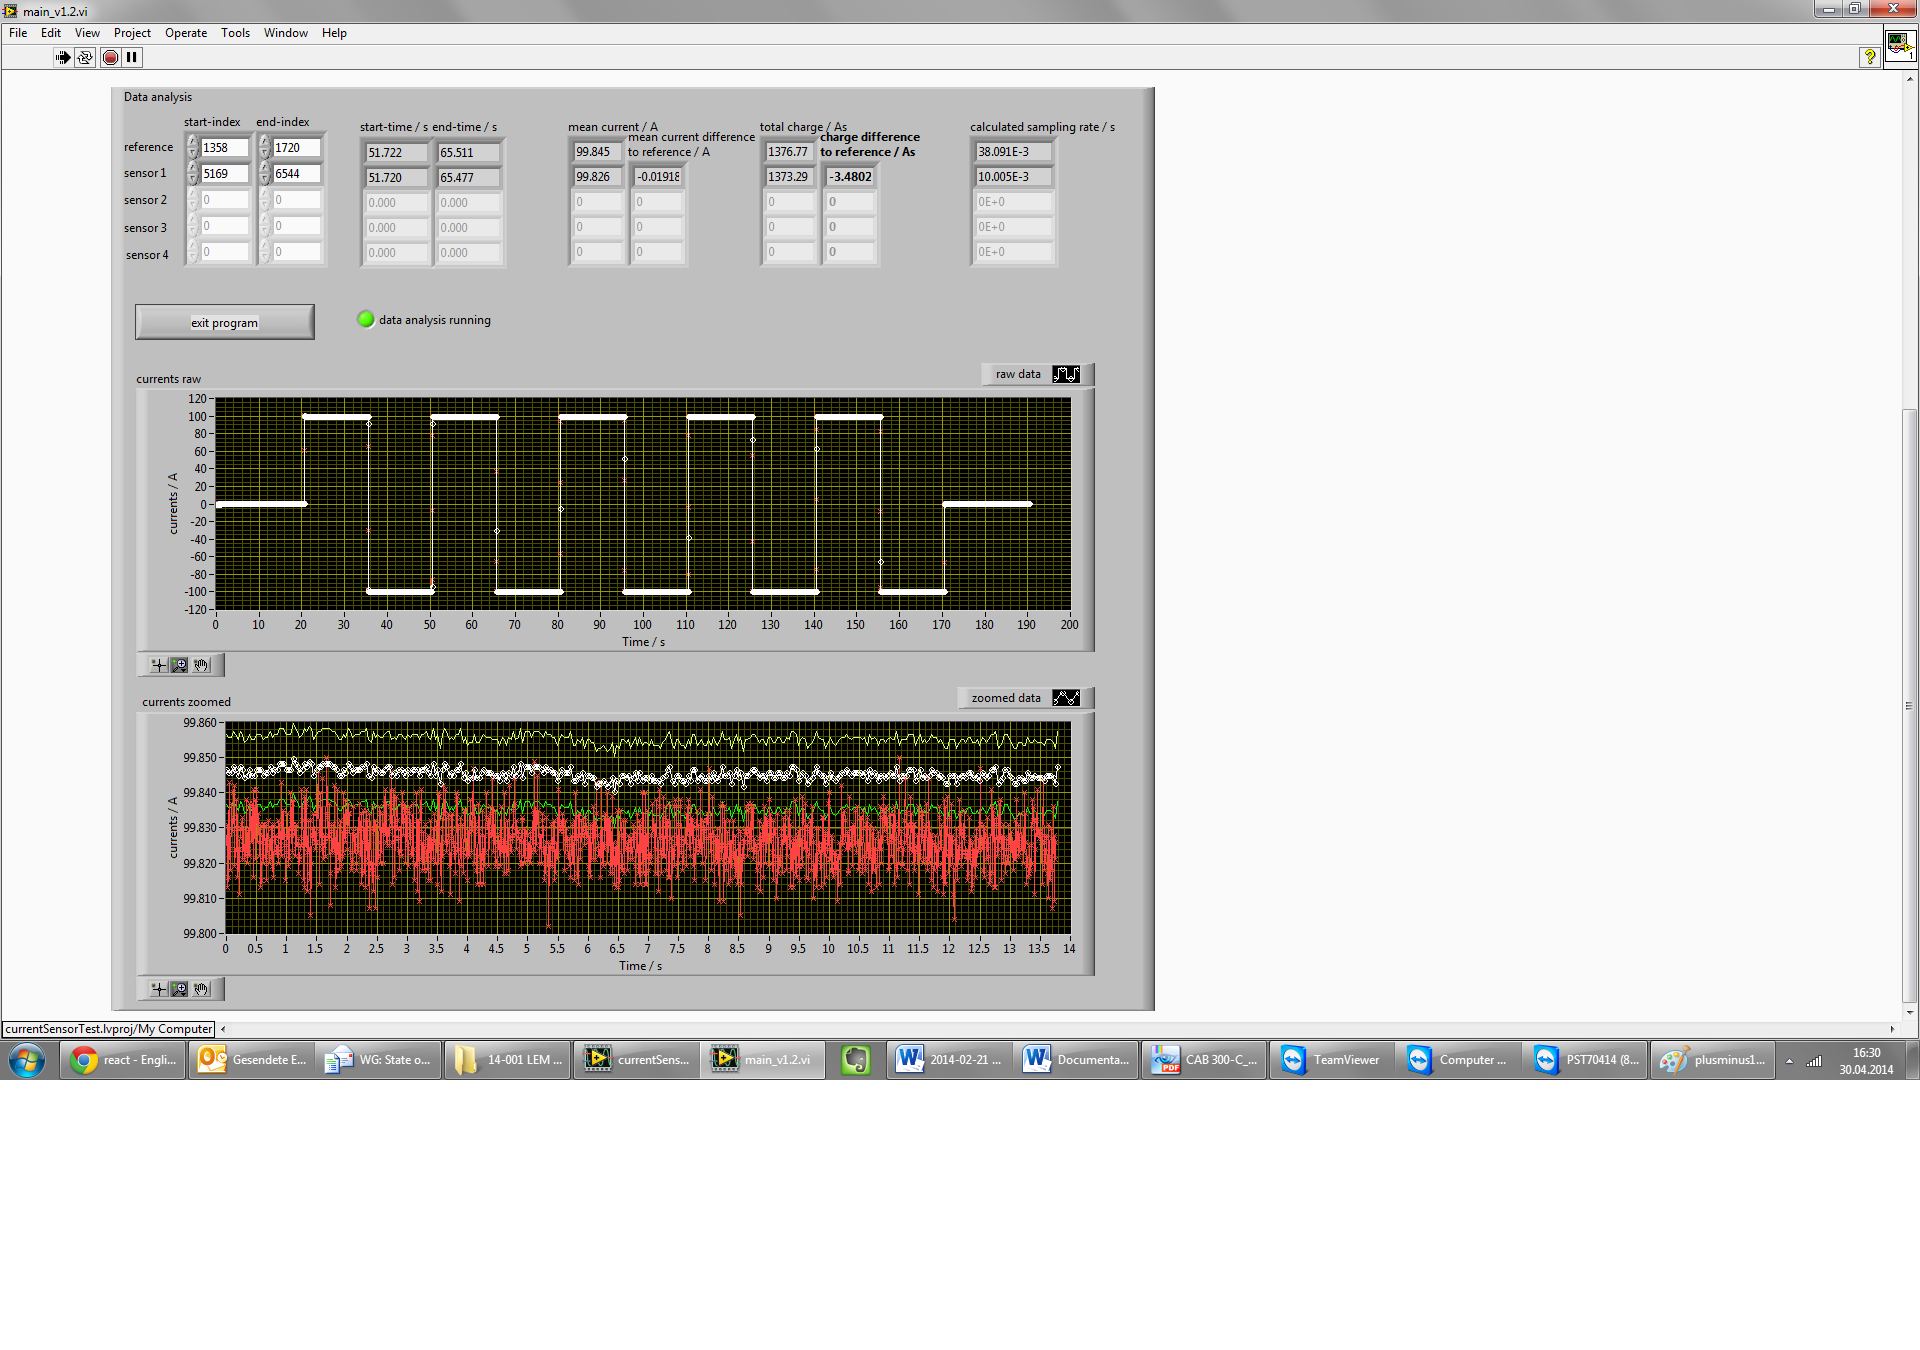 main_v1.2.vi
File Edit View Project Operate Tools Window Help
Data analysis
start-index end-index start-time / s end-time / s mean current / A total charge / As calculated sampling rate / s
mean current difference to reference / A
charge difference to reference / As
reference 1358 1720 51.722 65.511 99.845 1376.77 38.091E-3
sensor 1 5169 6544 51.720 65.477 99.826 -0.01918 1373.29 -3.4802 10.005E-3
sensor 2 0 0 0.000 0.000 0 0 0 0 0E+0
sensor 3 0 0 0.000 0.000 0 0 0 0 0E+0
sensor 4 0 0 0.000 0.000 0 0 0 0 0E+0
exit program
data analysis running
currents raw
raw data
currents / A
120
100
80
60
40
20
0
-20
-40
-60
-80
-100
-120
0 10 20 30 40 50 60 70 80 90 100 110 120 130 140 150 160 170 180 190 200
Time / s
currents zoomed
zoomed data
currents / A
99.860
99.850
99.840
99.830
99.820
99.810
99.800
0 0.5 1 1.5 2 2.5 3 3.5 4 4.5 5 5.5 6 6.5 7 7.5 8 8.5 9 9.5 10 10.5 11 11.5 12 12.5 13 13.5 14
Time / s
currentSensorTest.lvproj/My Computer
react - Engli... Gesendete E... WG: State o... 14-001 LEM ... currentSens... main_v1.2.vi 2014-02-21 ... Documenta... CAB 300-C_... TeamViewer Computer ... PST70414 (8... plusminus1... 16:30
30.04.2014